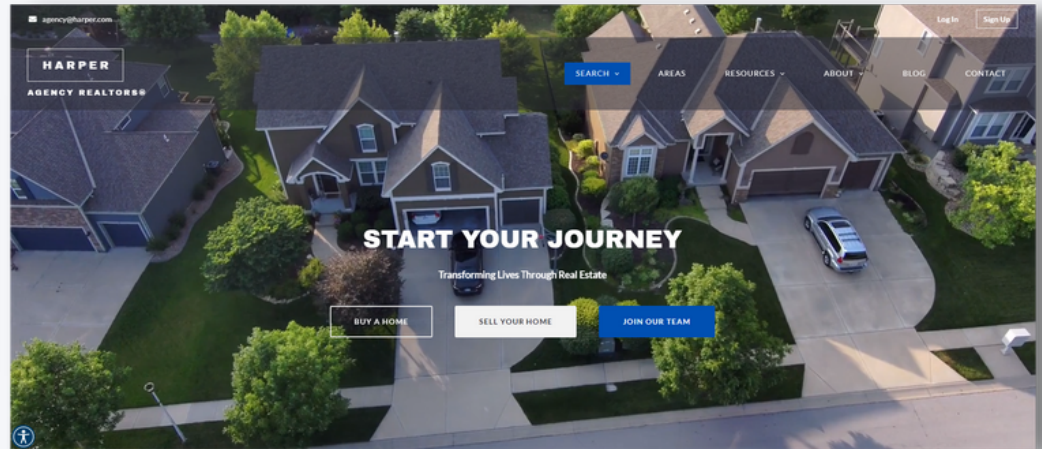 agency@harper.com
Log In
Sign Up
HARPER
AGENCY REALTORS®
SEARCH
AREAS
RESOURCES
ABOUT
BLOG
CONTACT
START YOUR JOURNEY
Transforming Lives Through Real Estate
BUY A HOME
SELL YOUR HOME
JOIN OUR TEAM